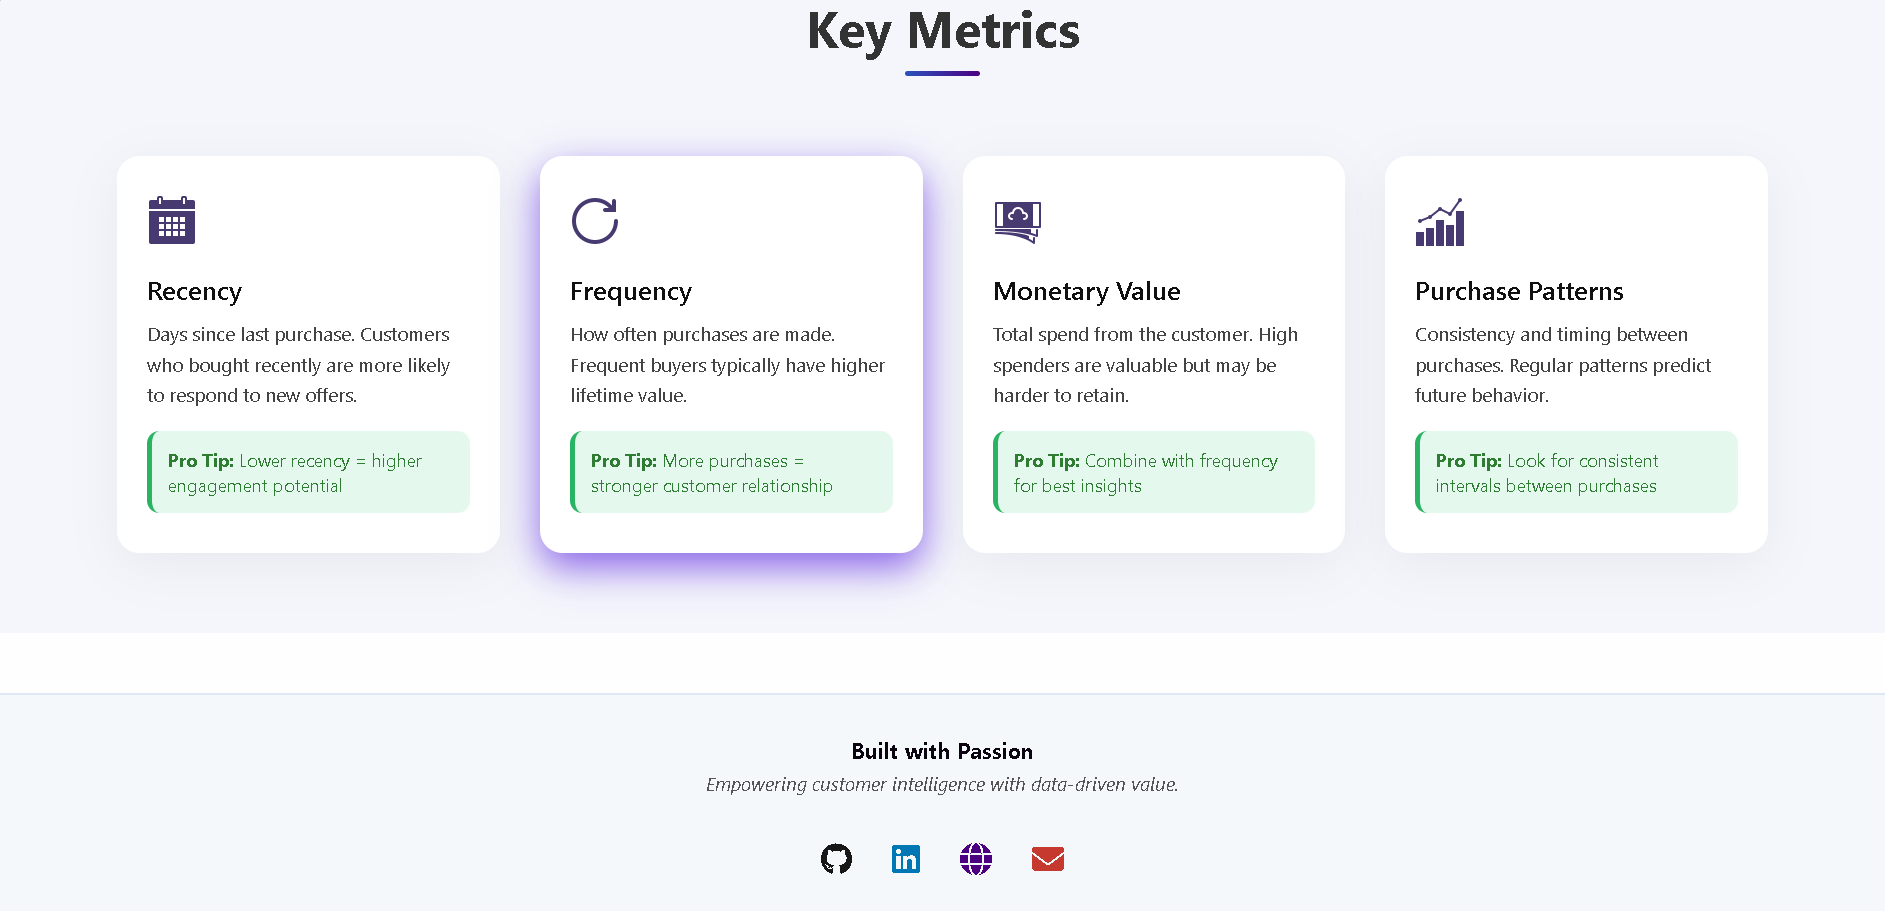 Key Metrics
Recency
Days since last purchase. Customers
who bought recently are more likely
to respond to new offers.
Pro Tip: Lower recency = higher
engagement potential
Frequency
How often purchases are made.
Frequent buyers typically have higher
lifetime value.
Pro Tip: More purchases =
stronger customer relationship
Monetary Value
Total spend from the customer. High
spenders are valuable but may be
harder to retain.
Pro Tip: Combine with frequency
for best insights
Purchase Patterns
Consistency and timing between
purchases. Regular patterns predict
future behavior.
Pro Tip: Look for consistent
intervals between purchases
Built with Passion
Empowering customer intelligence with data-driven value.
in